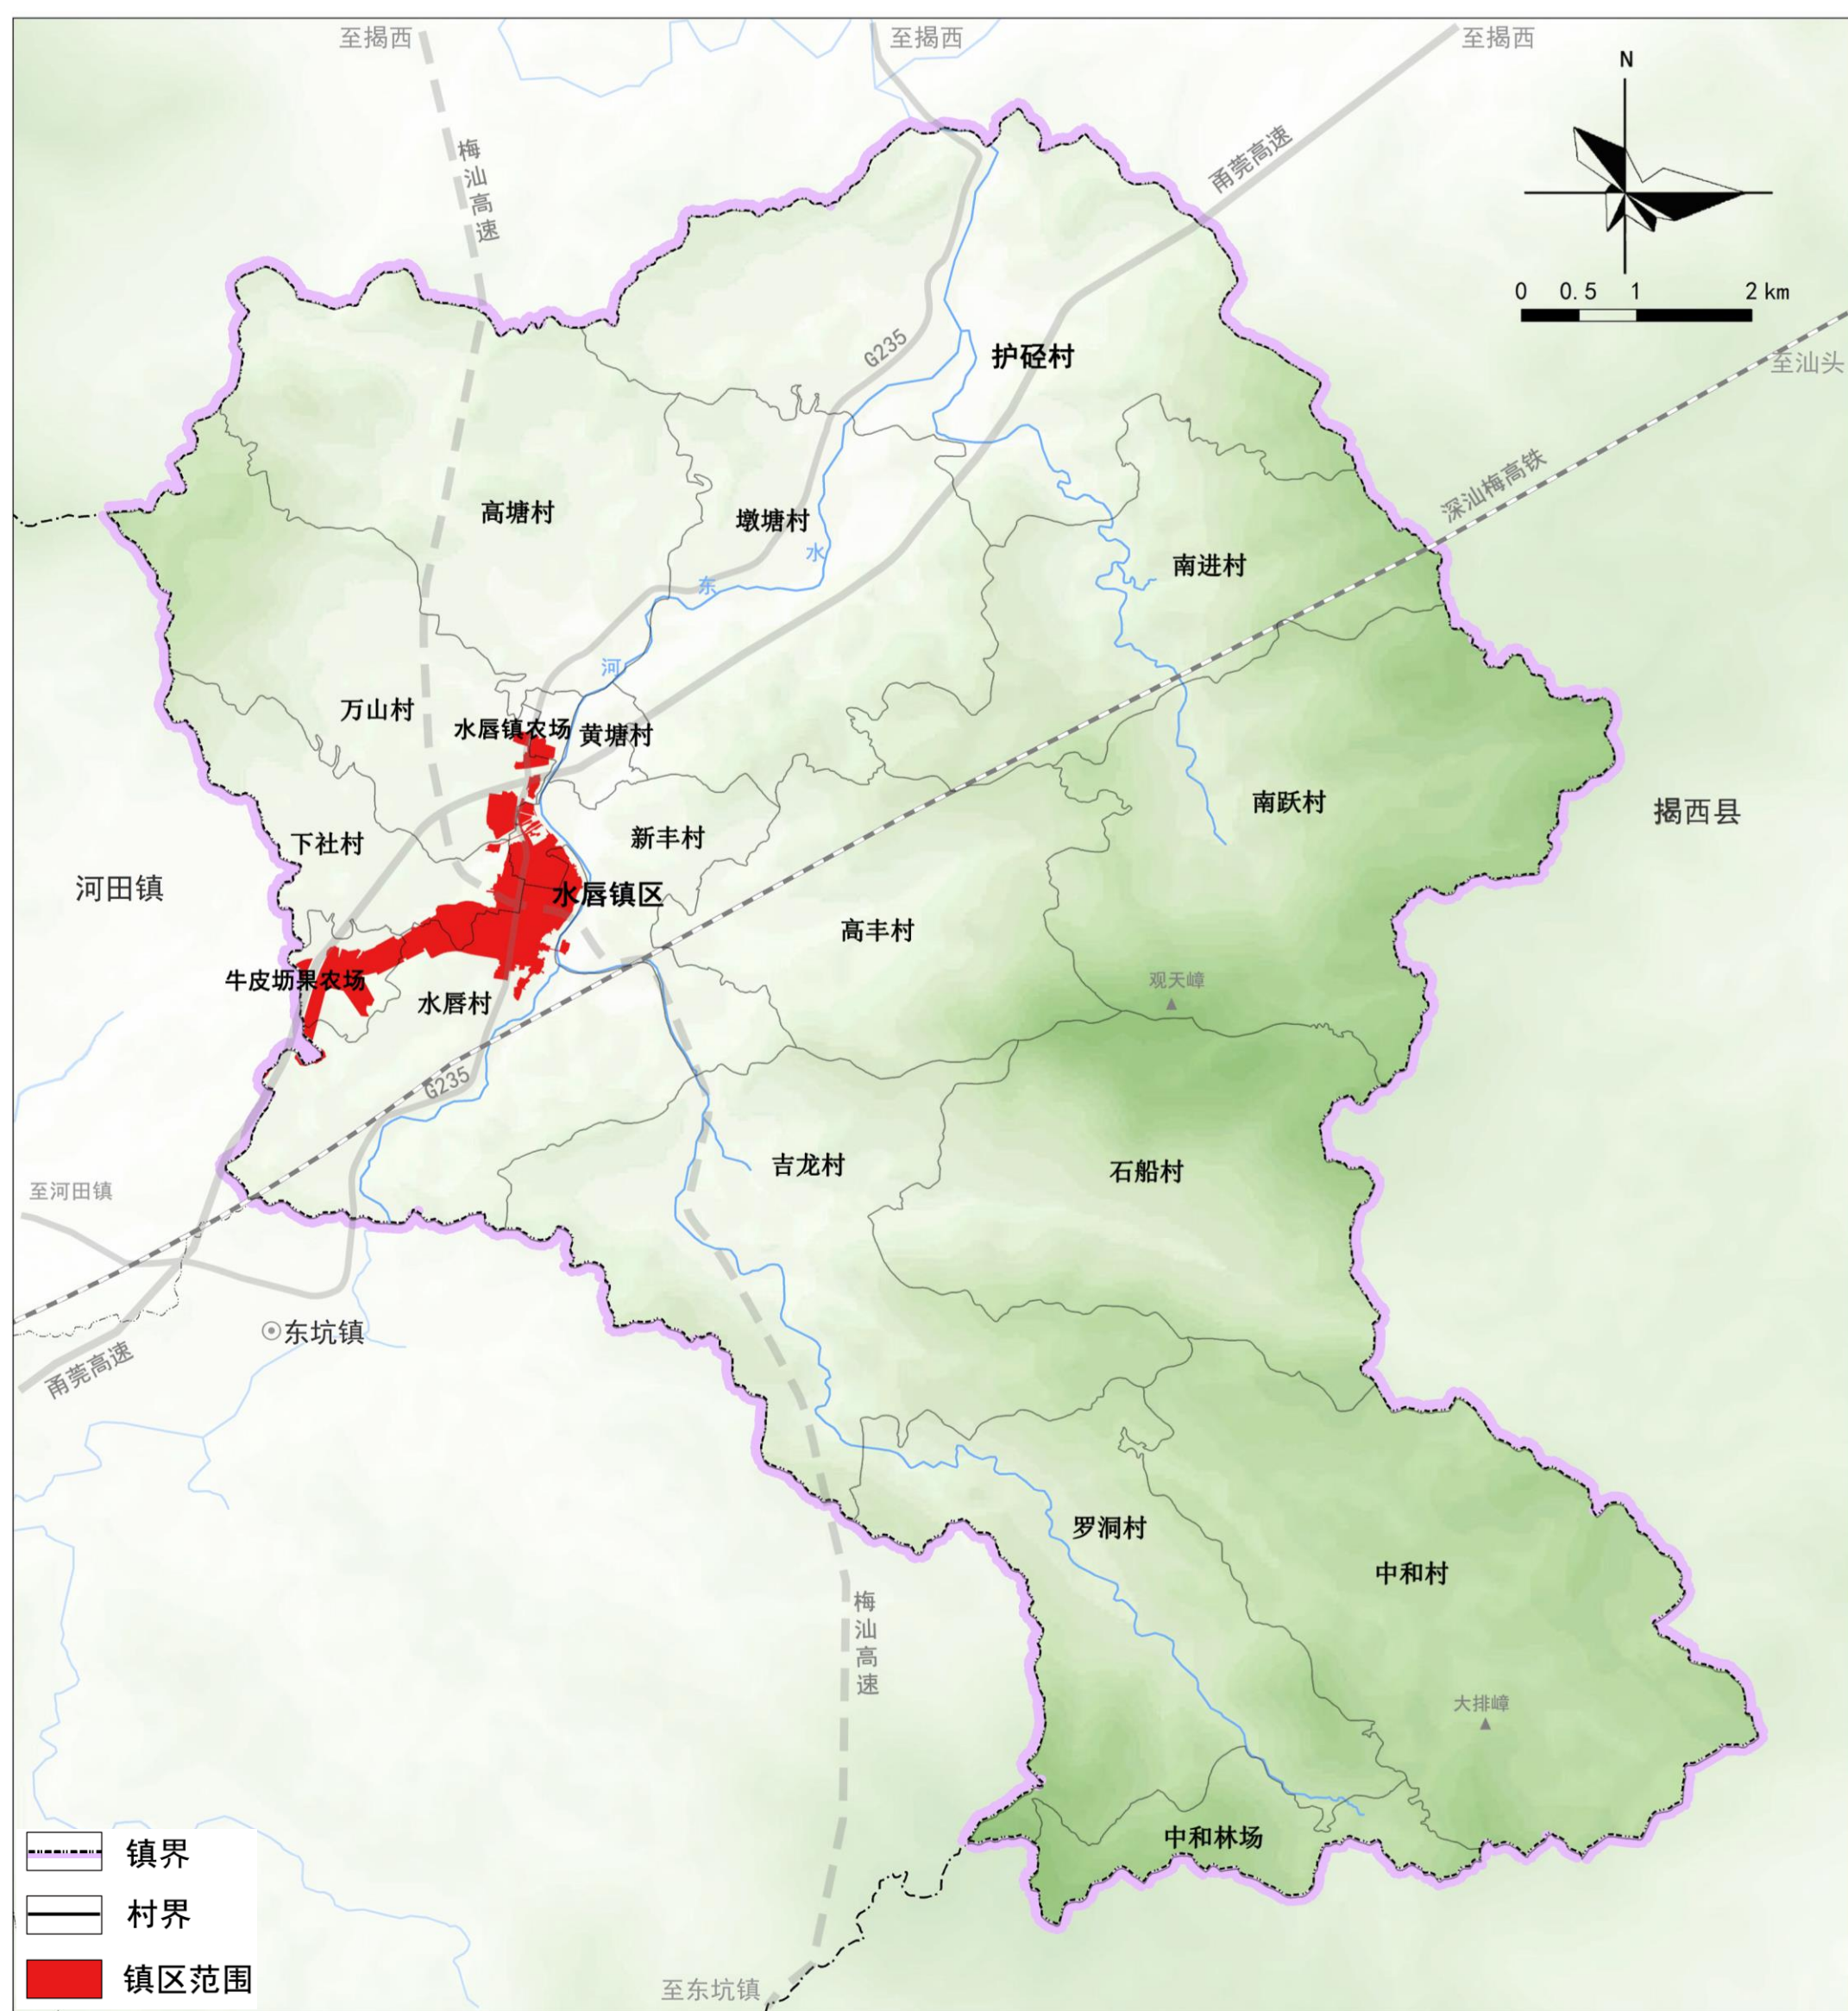 至揭西
至揭西
至揭西
N
梅汕高速
甬莞高速
0 0.5 1 2 km
G235
护硁村
至汕头
深汕梅高铁
高塘村
墩塘村
水
南进村
东
河
万山村
水唇镇农场
黄塘村
南跃村
揭西县
下社村
新丰村
河田镇
水唇镇区
高丰村
牛皮坜果农场
水唇村
观天嶂
G235
吉龙村
石船村
至河田镇
东坑镇
甬莞高速
罗洞村
中和村
梅汕高速
大排嶂
中和林场
镇界
村界
镇区范围
至东坑镇